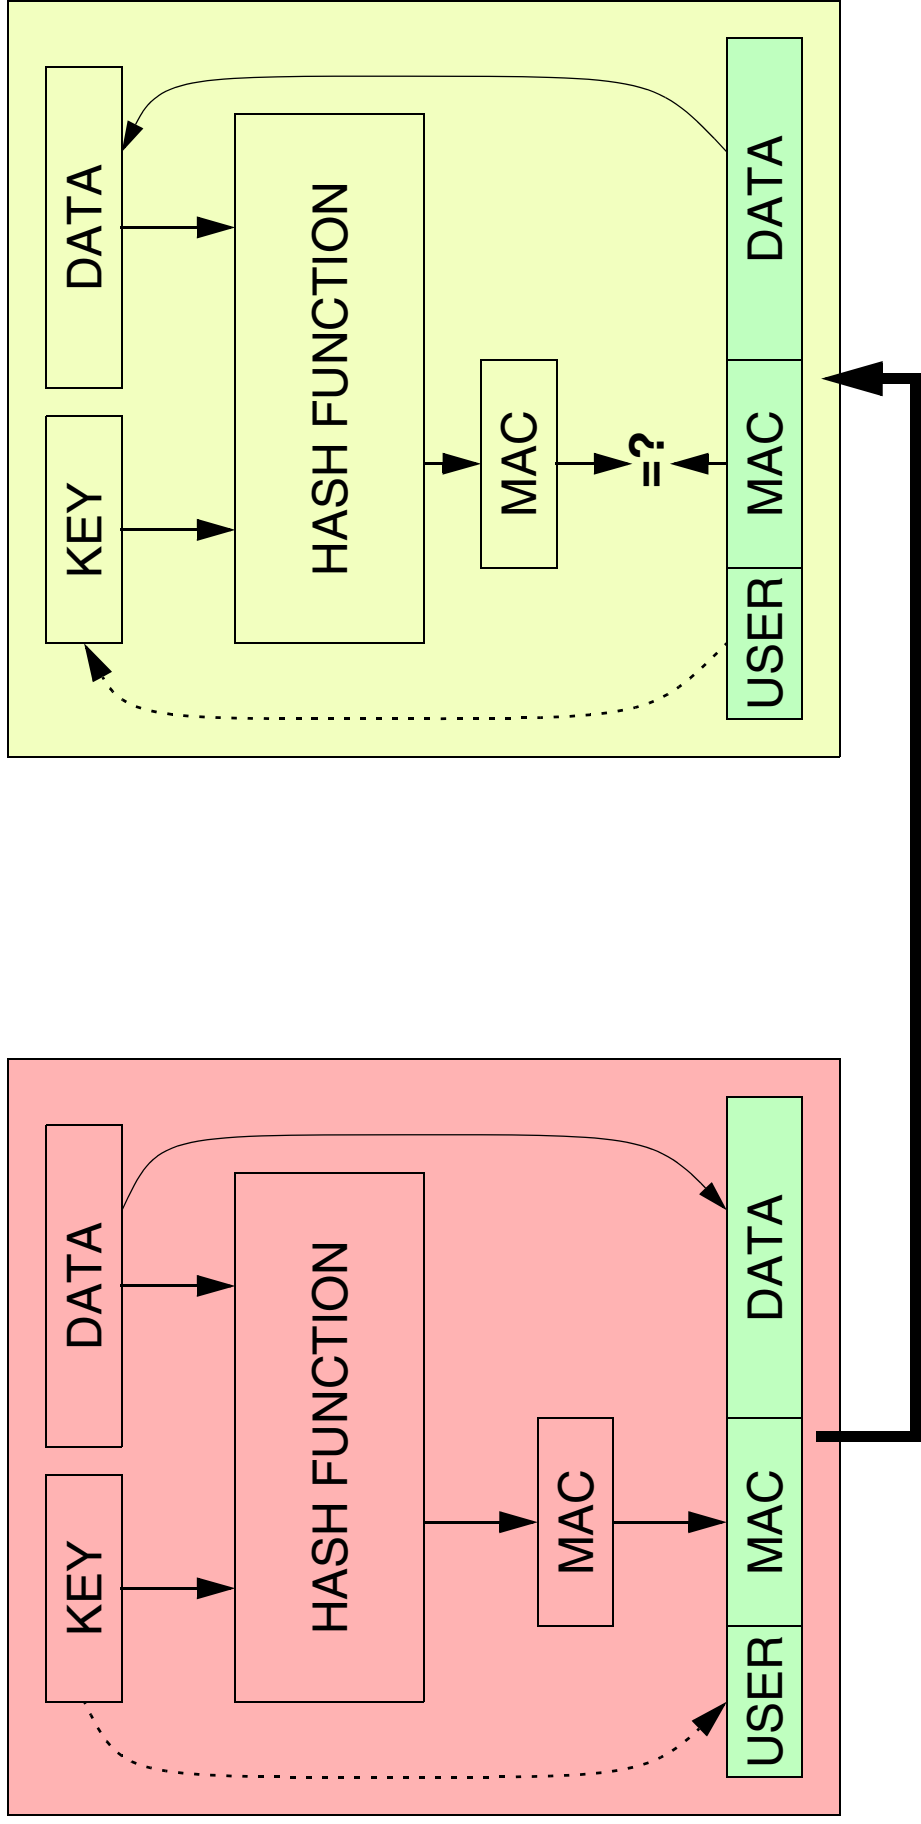 KEY
DATA
HASH FUNCTION
MAC
USER
MAC
DATA
KEY
DATA
HASH FUNCTION
MAC
=?
USER
MAC
DATA